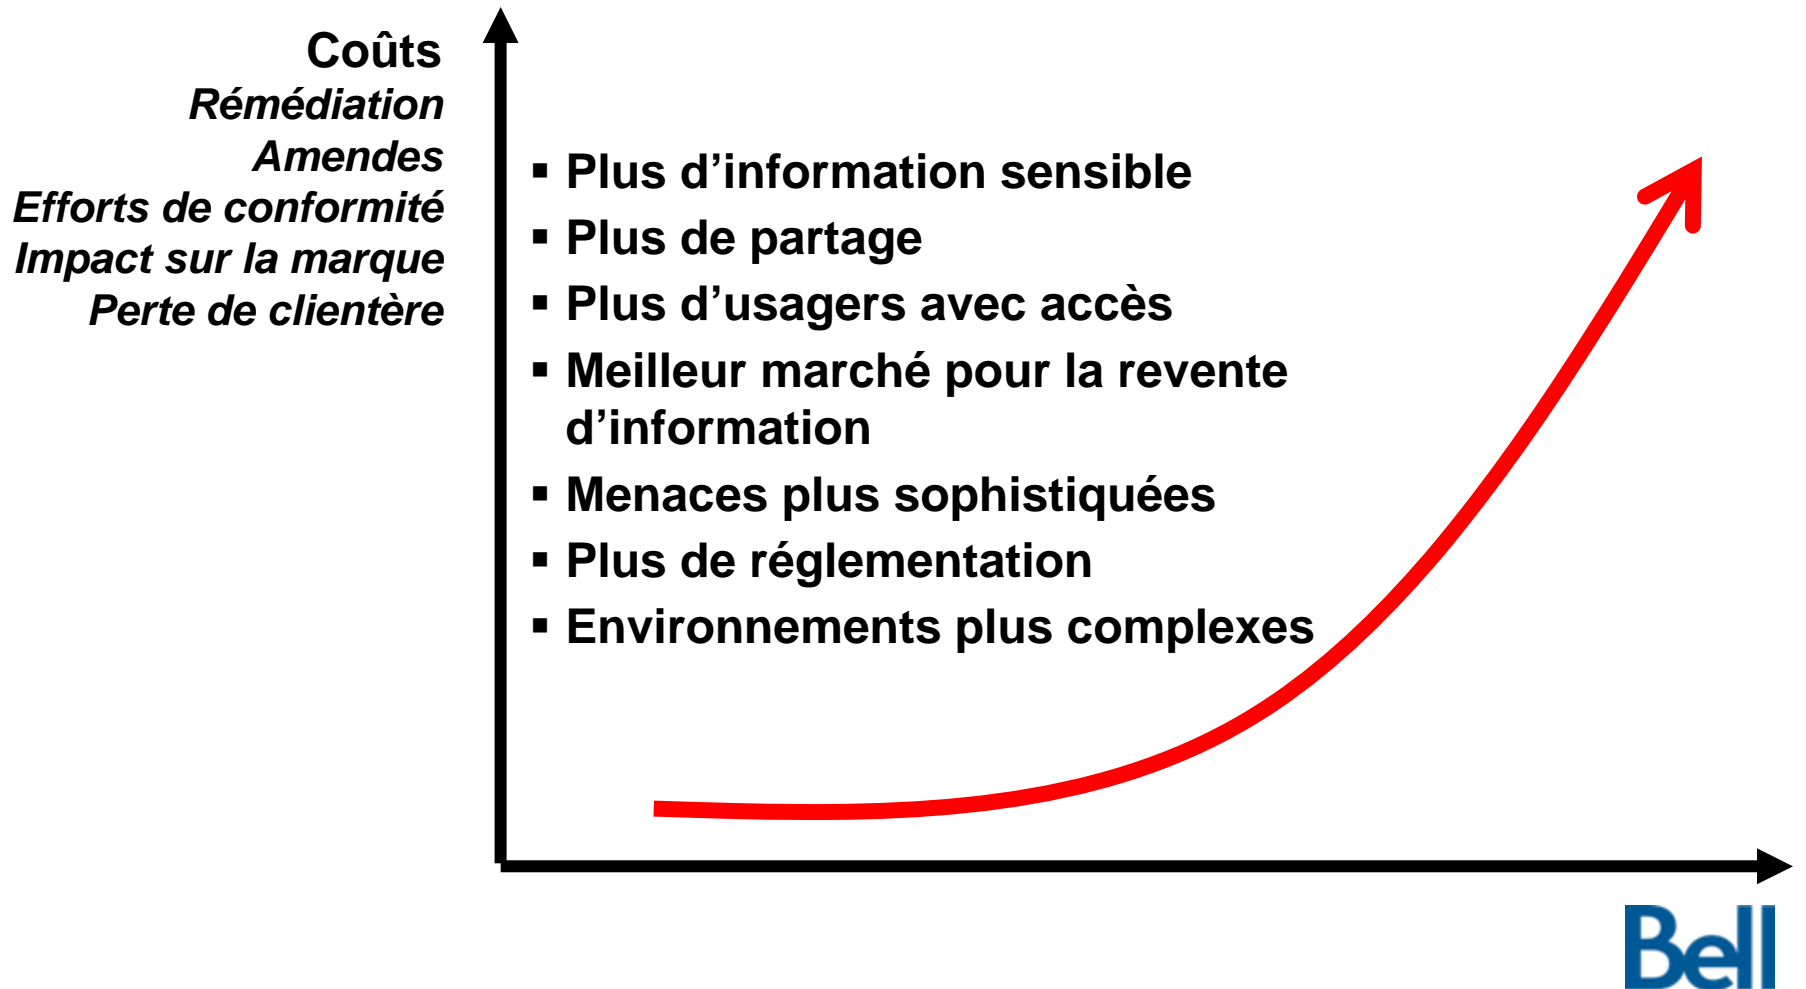 Coûts
Rémédiation
Amendes
Efforts de conformité
Impact sur la marque
Perte de clientère
▪ Plus d’information sensible
▪ Plus de partage
▪ Plus d’usagers avec accès
▪ Meilleur marché pour la revente
d’information
▪ Menaces plus sophistiquées
▪ Plus de réglementation
▪ Environnements plus complexes
Bell